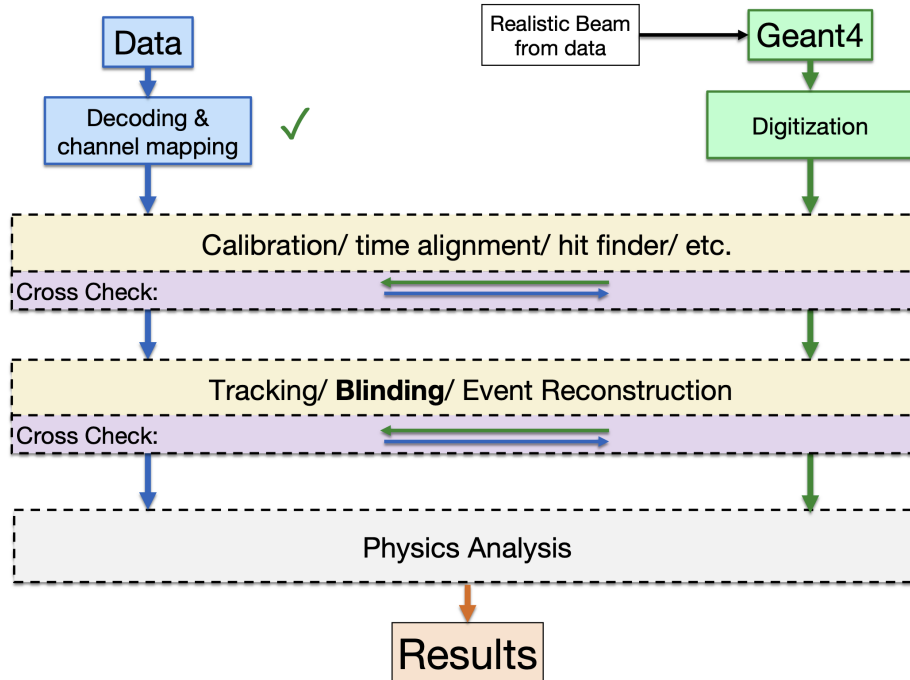 Data
Realistic Beam
from data
Geant4
Decoding &
channel mapping
✓
Digitization
Calibration/ time alignment/ hit finder/ etc.
Cross Check:
Tracking/ Blinding/ Event Reconstruction
Cross Check:
Physics Analysis
Results